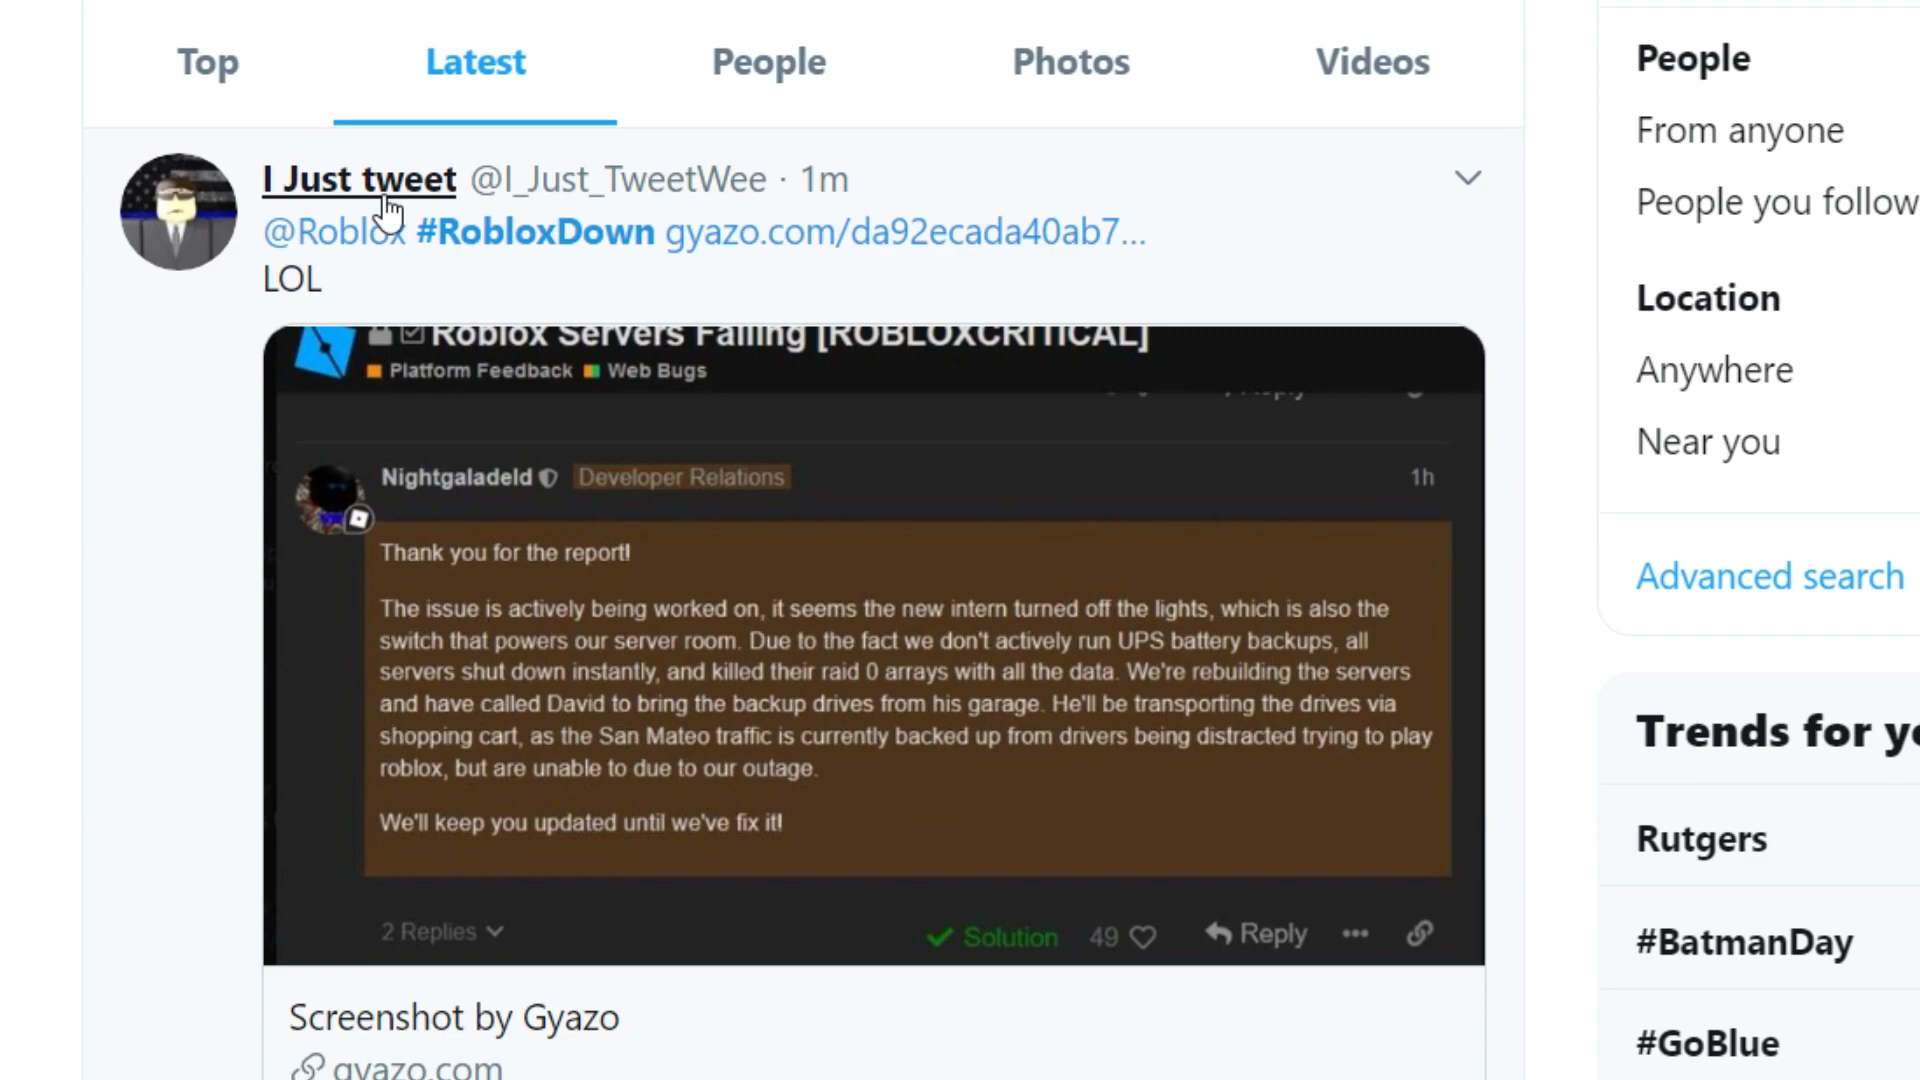 Top Latest People Photos Videos
I Just tweet @I_Just_TweetWee · 1m
@Roblox #RobloxDown gyazo.com/da92ecada40ab7...
LOL
Roblox Servers Failing [ROBLOXCRITICAL]
Platform Feedback Web Bugs
Reply
Nightgaladeld Developer Relations 1h
Thank you for the report!
The issue is actively being worked on, it seems the new intern turned off the lights, which is also the
switch that powers our server room. Due to the fact we don't actively run UPS battery backups, all
servers shut down instantly, and killed their raid 0 arrays with all the data. We're rebuilding the servers
and have called David to bring the backup drives from his garage. He'll be transporting the drives via
shopping cart, as the San Mateo traffic is currently backed up from drivers being distracted trying to play
roblox, but are unable to due to our outage.
We'll keep you updated until we've fix it!
2 Replies Solution 49 Reply
Screenshot by Gyazo
gyazo.com
People
From anyone
People you follow
Location
Anywhere
Near you
Advanced search
Trends for yo
Rutgers
#BatmanDay
#GoBlue